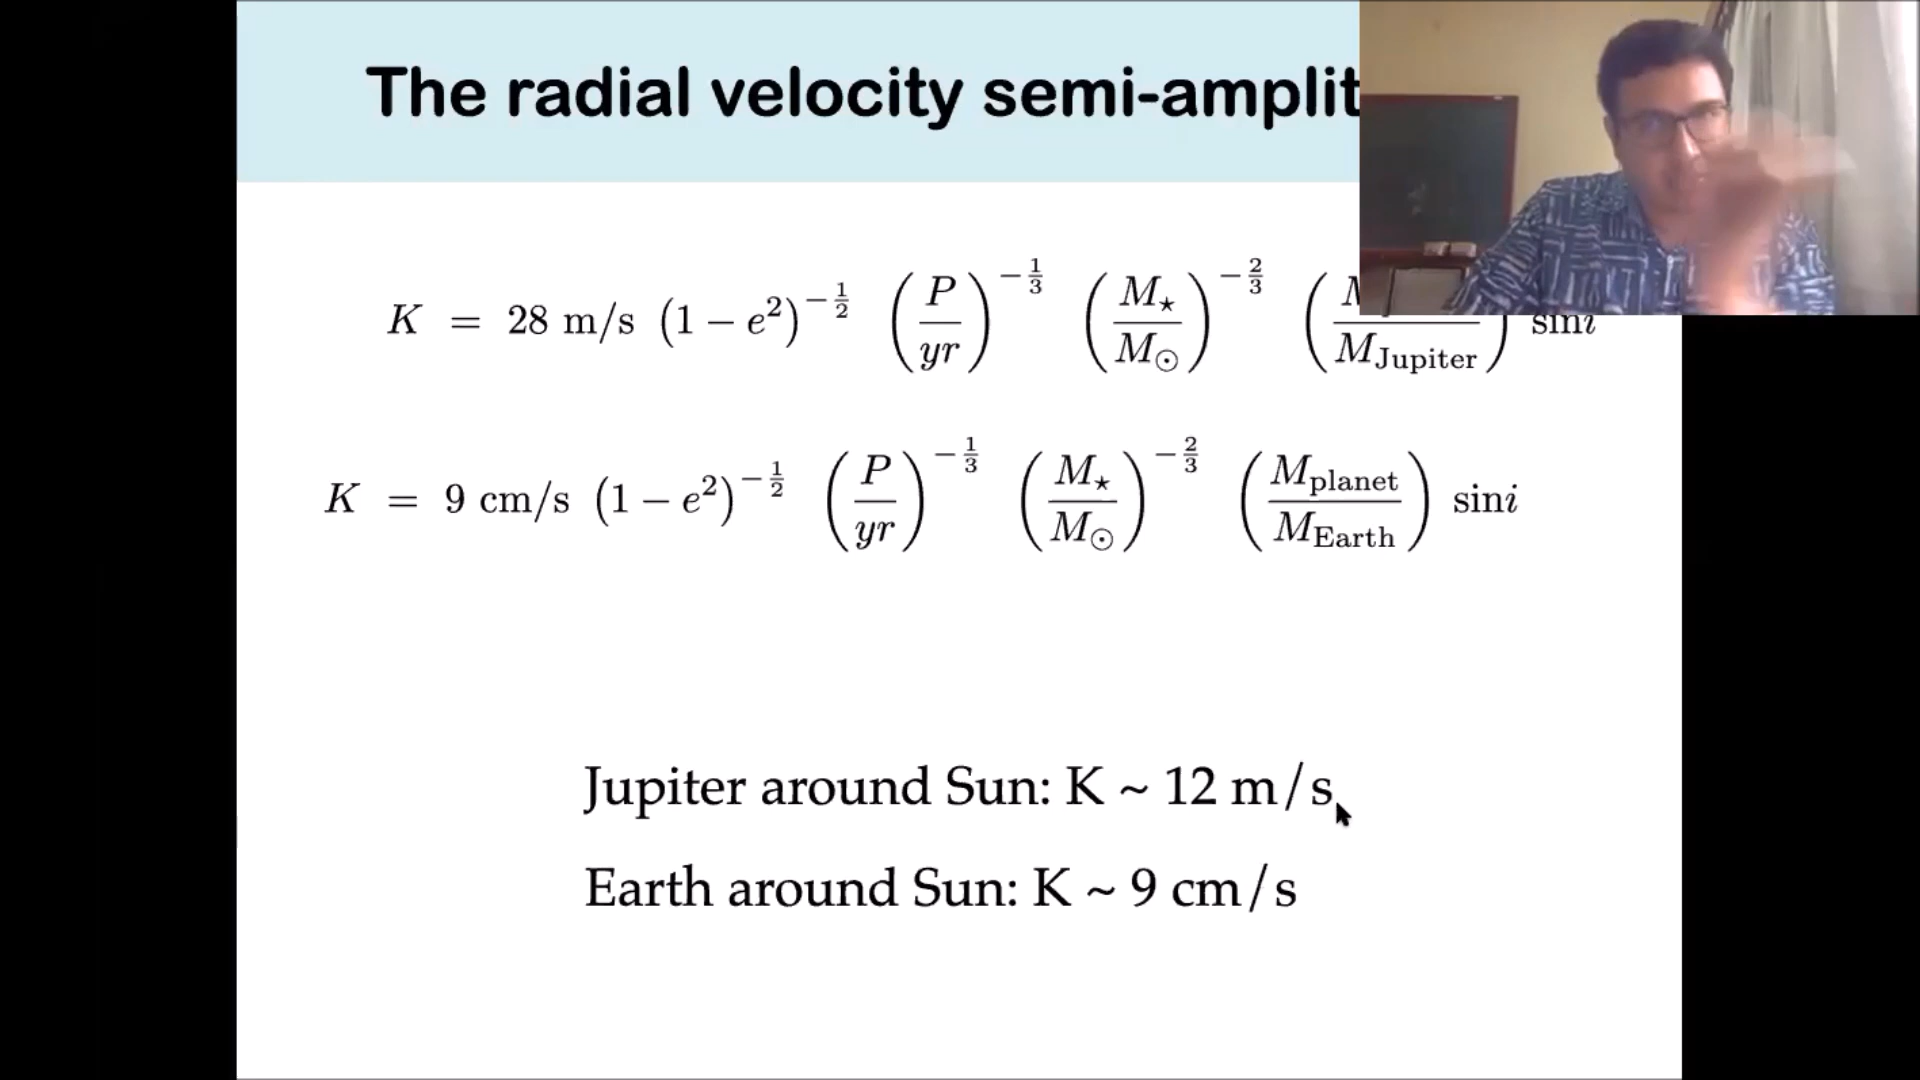 The radial velocity semi-amplit
K = 28 m/s (1 − e²)^{−1/2} (P/yr)^{−1/3} (M⋆/M⊙)^{−2/3} (M/M_Jupiter) sin i
K = 9 cm/s (1 − e²)^{−1/2} (P/yr)^{−1/3} (M⋆/M⊙)^{−2/3} (M_planet/M_Earth) sin i
Jupiter around Sun: K ~ 12 m/s
Earth around Sun: K ~ 9 cm/s